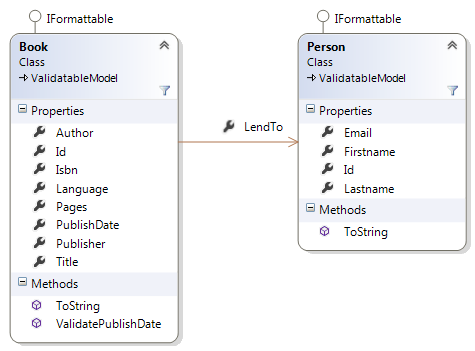 IFormattable
Book
Class
ValidatableModel
Properties
Author
Id
Isbn
Language
Pages
PublishDate
Publisher
Title
Methods
ToString
ValidatePublishDate
LendTo
IFormattable
Person
Class
ValidatableModel
Properties
Email
Firstname
Id
Lastname
Methods
ToString